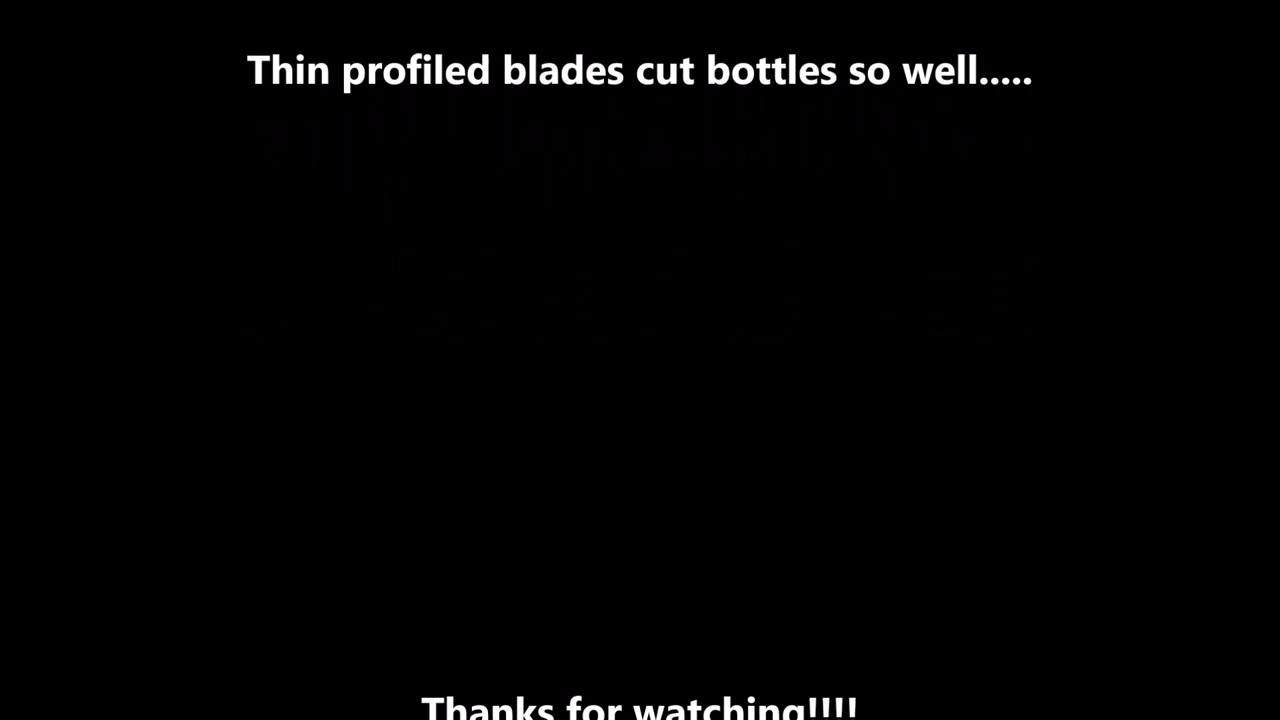 Thin profiled blades cut bottles so well.....
Thanks for watching!!!!